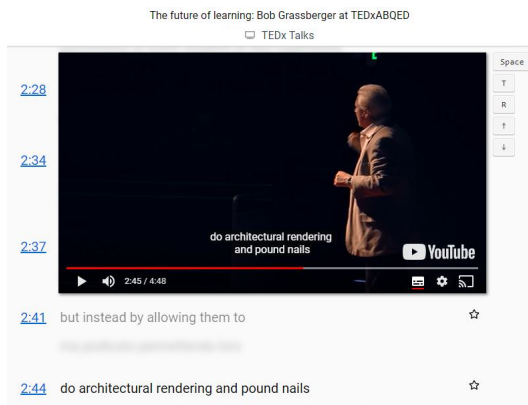 The future of learning: Bob Grassberger at TEDxABQED
TEDx Talks
Space
2:28
T
R
2:34
↑
↓
do architectural rendering
and pound nails
2:37
YouTube
2:45 / 4:48
2:41 but instead by allowing them to
2:44 do architectural rendering and pound nails